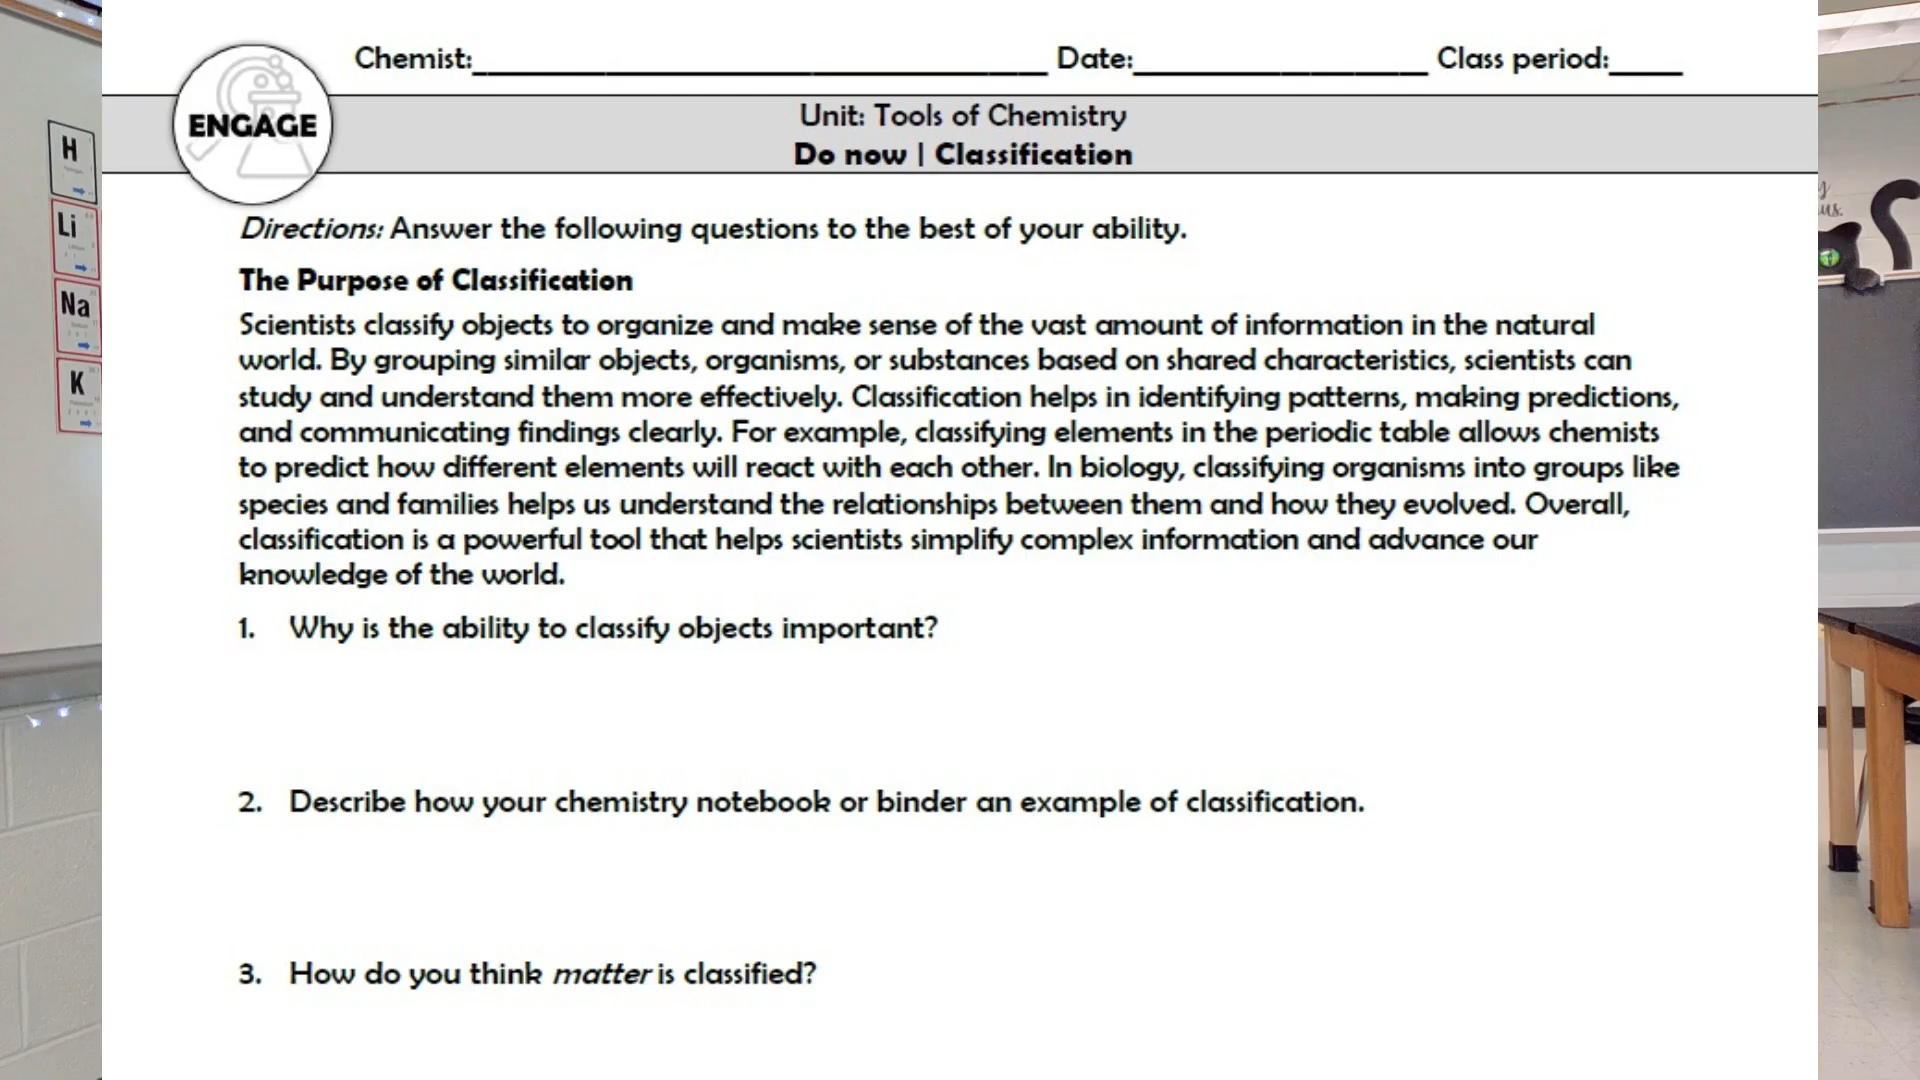 Chemist: Date: Class period:
ENGAGE
Unit: Tools of Chemistry
Do now | Classification
Directions: Answer the following questions to the best of your ability.
The Purpose of Classification
Scientists classify objects to organize and make sense of the vast amount of information in the natural
world. By grouping similar objects, organisms, or substances based on shared characteristics, scientists can
study and understand them more effectively. Classification helps in identifying patterns, making predictions,
and communicating findings clearly. For example, classifying elements in the periodic table allows chemists
to predict how different elements will react with each other. In biology, classifying organisms into groups like
species and families helps us understand the relationships between them and how they evolved. Overall,
classification is a powerful tool that helps scientists simplify complex information and advance our
knowledge of the world.
1. Why is the ability to classify objects important?
2. Describe how your chemistry notebook or binder an example of classification.
3. How do you think matter is classified?
H
Li
Na
K
us.